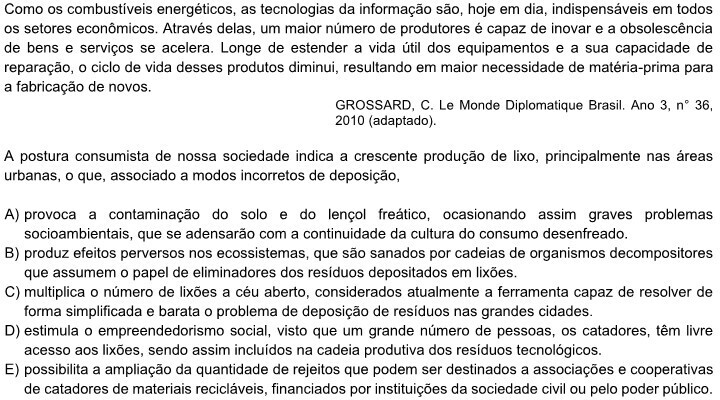 Como os combustíveis energéticos, as tecnologias da informação são, hoje em dia, indispensáveis em todos
os setores econômicos. Através delas, um maior número de produtores é capaz de inovar e a obsolescência
de bens e serviços se acelera. Longe de estender a vida útil dos equipamentos e a sua capacidade de
reparação, o ciclo de vida desses produtos diminui, resultando em maior necessidade de matéria-prima para
a fabricação de novos.
GROSSARD, C. Le Monde Diplomatique Brasil. Ano 3, n° 36,
2010 (adaptado).
A postura consumista de nossa sociedade indica a crescente produção de lixo, principalmente nas áreas
urbanas, o que, associado a modos incorretos de deposição,
A) provoca a contaminação do solo e do lençol freático, ocasionando assim graves problemas
socioambientais, que se adensarão com a continuidade da cultura do consumo desenfreado.
B) produz efeitos perversos nos ecossistemas, que são sanados por cadeias de organismos decompositores
que assumem o papel de eliminadores dos resíduos depositados em lixões.
C) multiplica o número de lixões a céu aberto, considerados atualmente a ferramenta capaz de resolver de
forma simplificada e barata o problema de deposição de resíduos nas grandes cidades.
D) estimula o empreendedorismo social, visto que um grande número de pessoas, os catadores, têm livre
acesso aos lixões, sendo assim incluídos na cadeia produtiva dos resíduos tecnológicos.
E) possibilita a ampliação da quantidade de rejeitos que podem ser destinados a associações e cooperativas
de catadores de materiais recicláveis, financiados por instituições da sociedade civil ou pelo poder público.